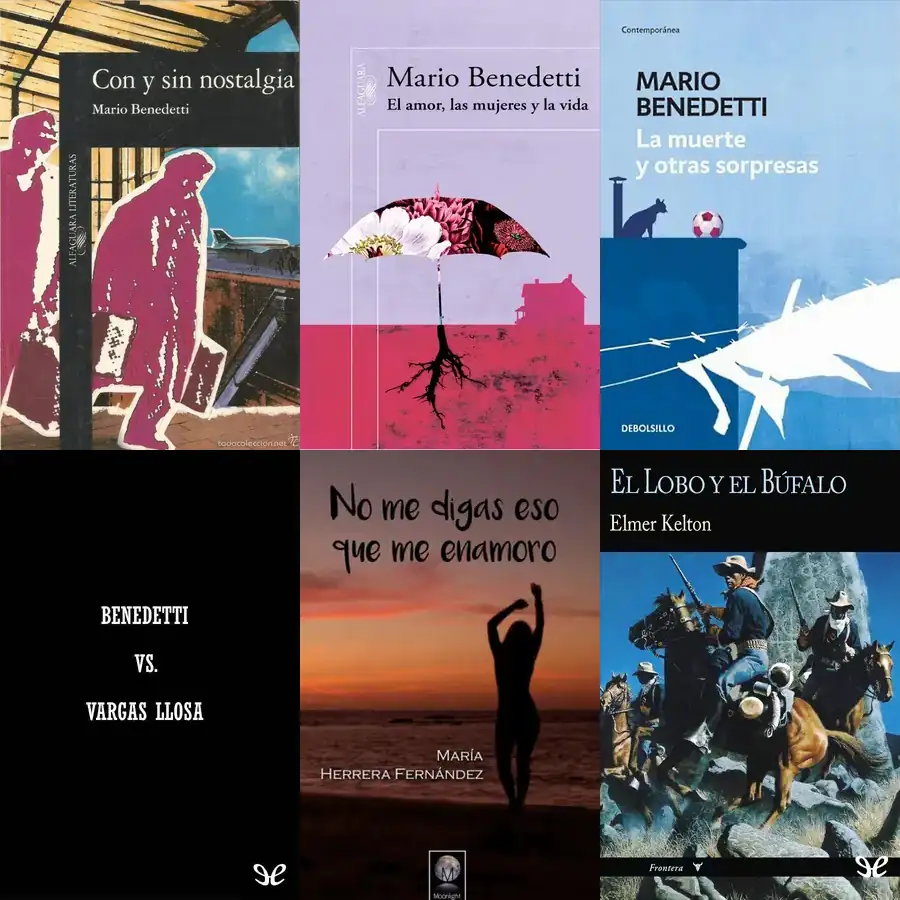 Con y sin nostalgia
Mario Benedetti
ALFAGUARA LITERATURAS
todocoleccion.net
ALFAGUARA
Mario Benedetti
El amor, las mujeres y la vida
Contemporánea
MARIO
BENEDETTI
La muerte
y otras sorpresas
DEBOLSILLO
BENEDETTI
VS.
VARGAS LLOSA
No me digas eso
que me enamoro
MARÍA
HERRERA FERNÁNDEZ
M
Moonlight
EL LOBO Y EL BÚFALO
Elmer Kelton
Frontera